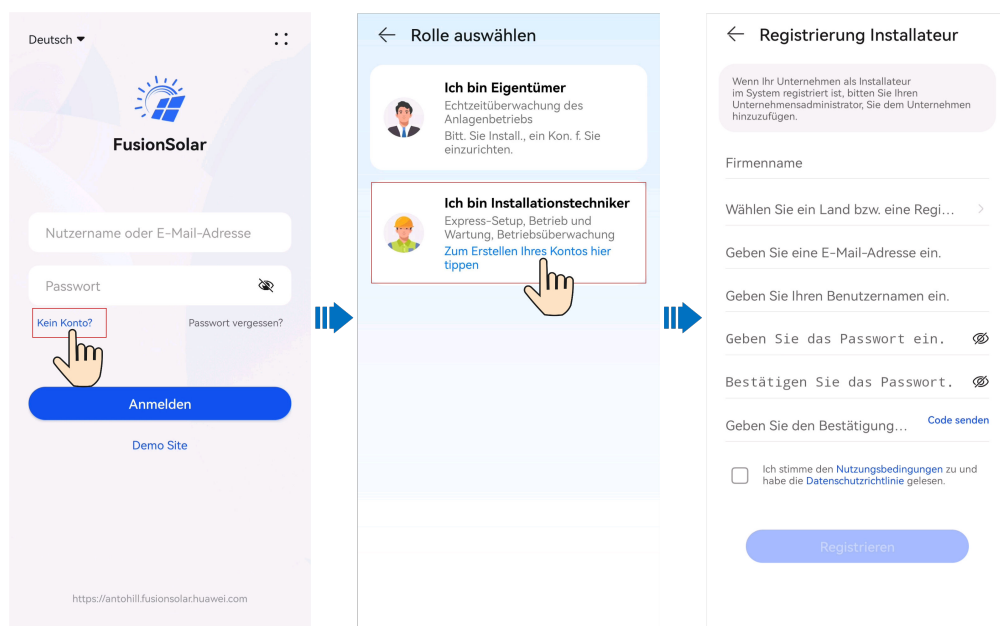 Deutsch
FusionSolar
Nutzername oder E-Mail-Adresse
Passwort
Kein Konto?
Passwort vergessen?
Anmelden
Demo Site
https://antohill.fusionsolar.huawei.com
Rolle auswählen
Ich bin Eigentümer
Echtzeitüberwachung des
Anlagenbetriebs
Bitt. Sie Install., ein Kon. f. Sie
einzurichten.
Ich bin Installationstechniker
Express-Setup, Betrieb und
Wartung, Betriebsüberwachung
Zum Erstellen Ihres Kontos hier
tippen
Registrierung Installateur
Wenn Ihr Unternehmen als Installateur
im System registriert ist, bitten Sie Ihren
Unternehmensadministrator, Sie dem Unternehmen
hinzuzufügen.
Firmenname
Wählen Sie ein Land bzw. eine Regi...
Geben Sie eine E-Mail-Adresse ein.
Geben Sie Ihren Benutzernamen ein.
Geben Sie das Passwort ein.
Bestätigen Sie das Passwort.
Geben Sie den Bestätigung...
Code senden
Ich stimme den Nutzungsbedingungen zu und
habe die Datenschutzrichtlinie gelesen.
Registrieren